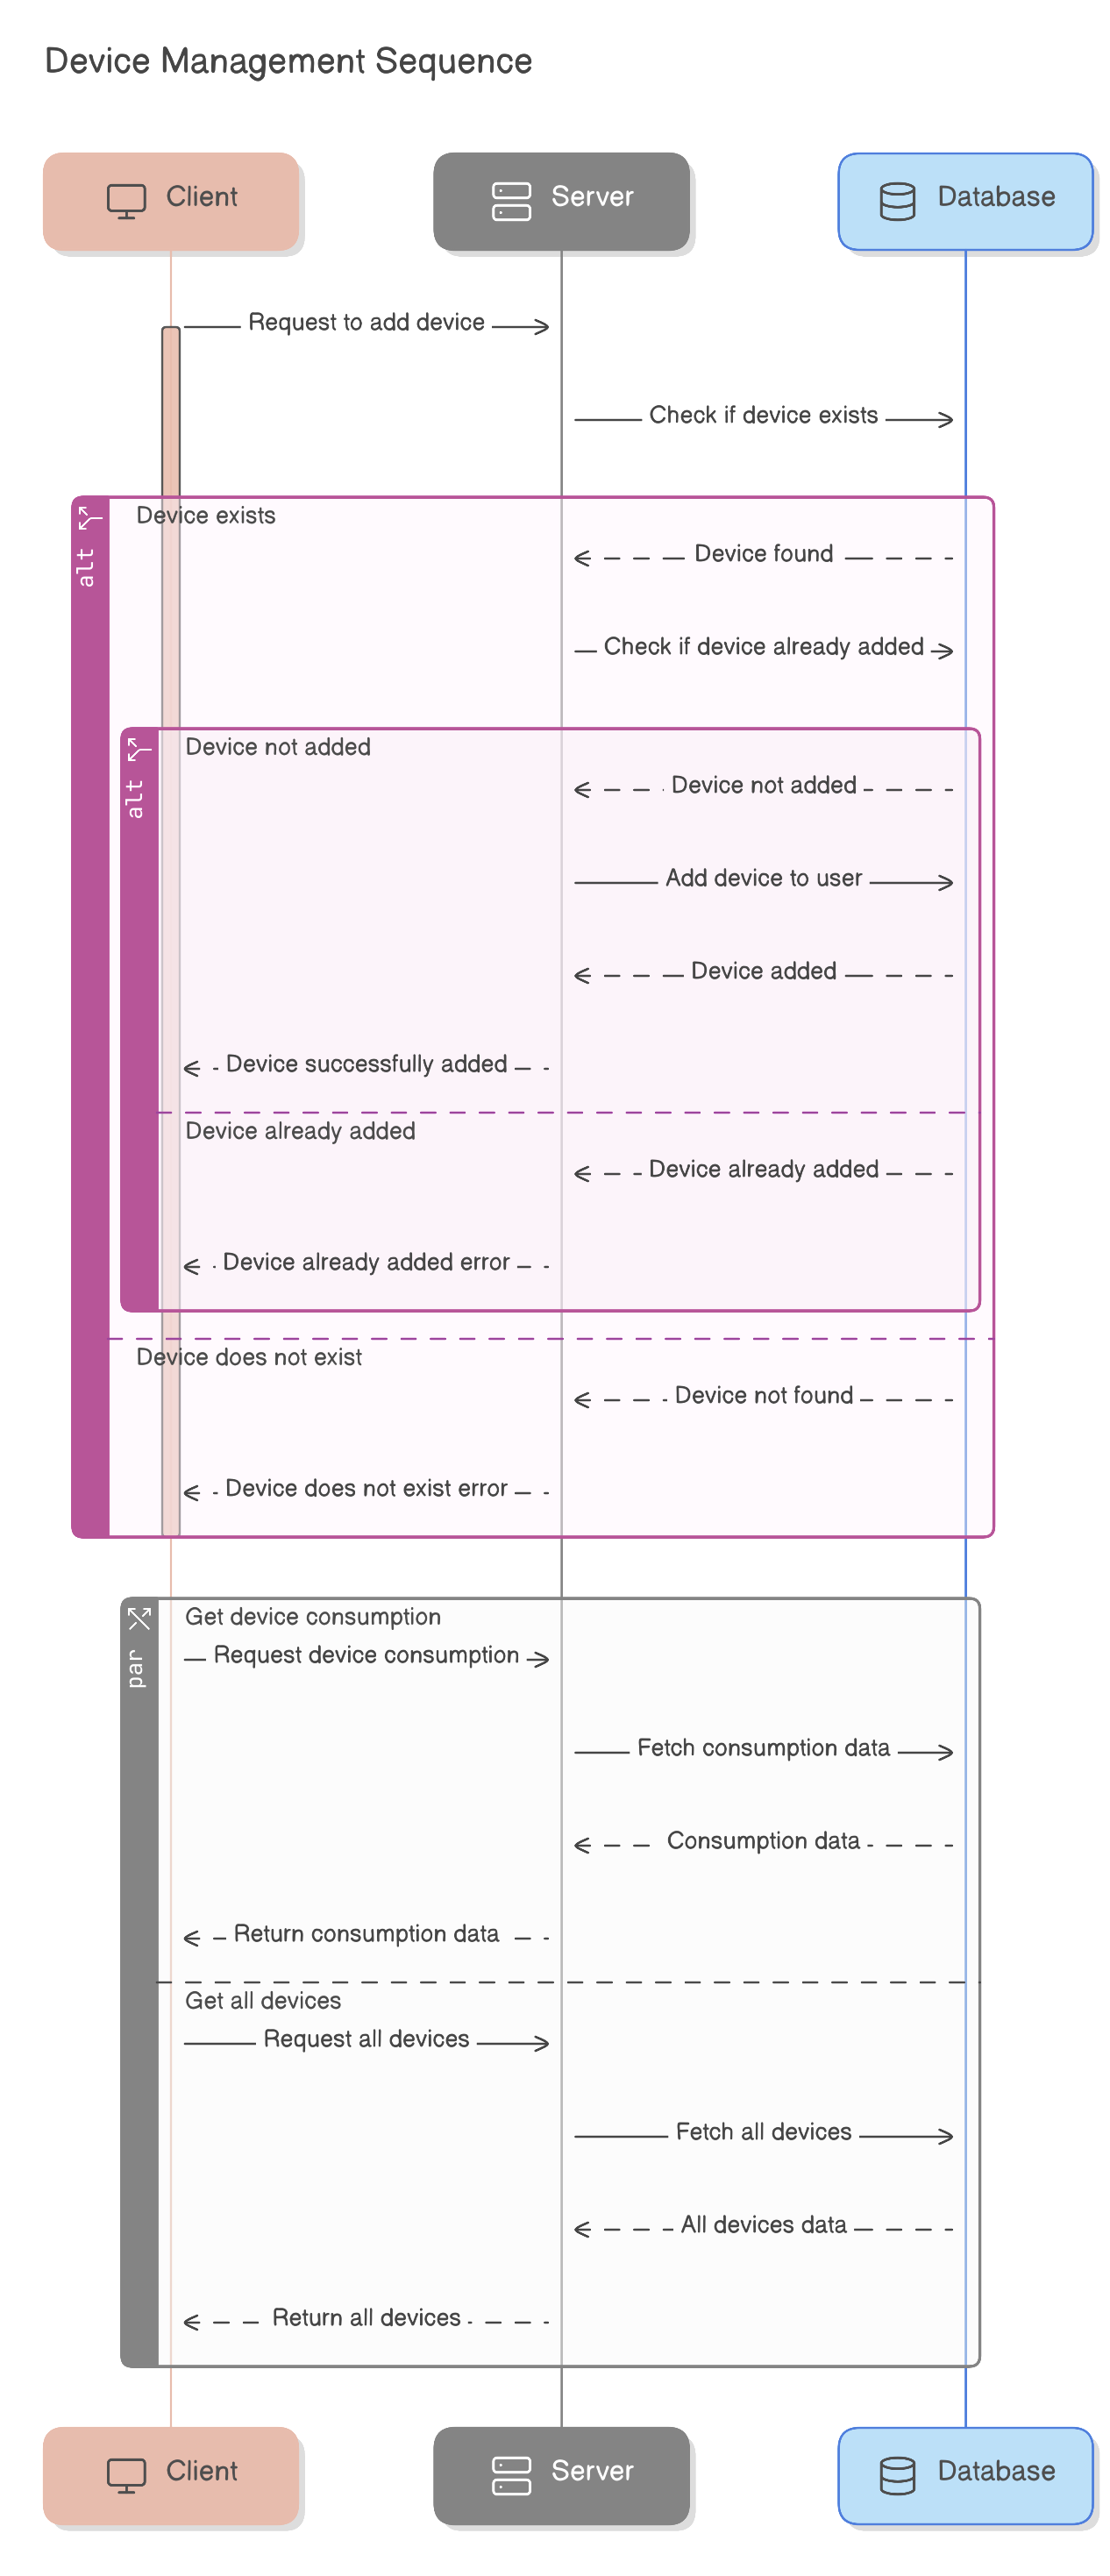 Device Management Sequence
Client
Server
Database
Request to add device
Check if device exists
alt
Device exists
Device found
Check if device already added
alt
Device not added
Device not added
Add device to user
Device added
Device successfully added
Device already added
Device already added
Device already added error
Device does not exist
Device not found
Device does not exist error
par
Get device consumption
Request device consumption
Fetch consumption data
Consumption data
Return consumption data
Get all devices
Request all devices
Fetch all devices
All devices data
Return all devices
Client
Server
Database